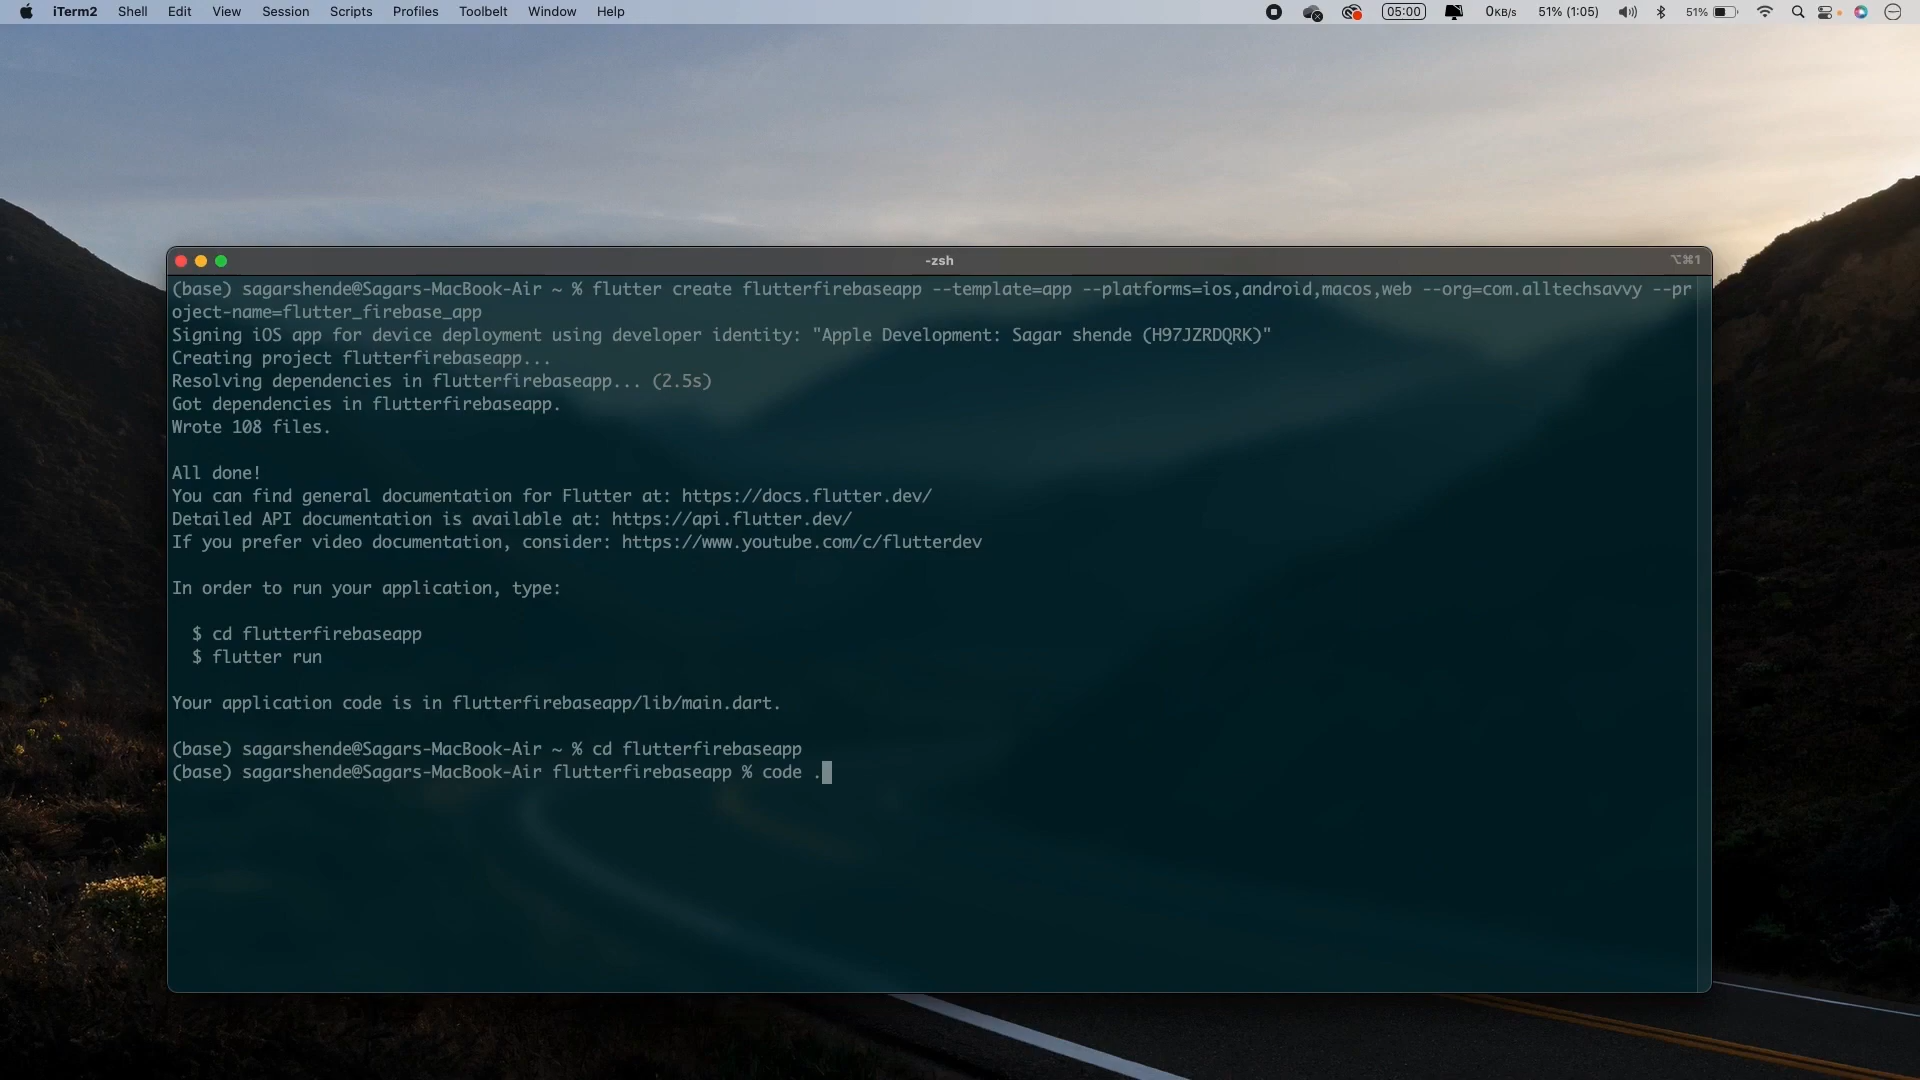 iTerm2 Shell Edit View Session Scripts Profiles Toolbelt Window Help 05:00 0KB/s 51% (1:05) 51%
-zsh ⌥⌘1
(base) sagarshende@Sagars-MacBook-Air ~ % flutter create flutterfirebaseapp --template=app --platforms=ios,android,macos,web --org=com.alltechsavvy --pr
oject-name=flutter_firebase_app
Signing iOS app for device deployment using developer identity: "Apple Development: Sagar shende (H97JZRDQRK)"
Creating project flutterfirebaseapp...
Resolving dependencies in flutterfirebaseapp... (2.5s)
Got dependencies in flutterfirebaseapp.
Wrote 108 files.
All done!
You can find general documentation for Flutter at: https://docs.flutter.dev/
Detailed API documentation is available at: https://api.flutter.dev/
If you prefer video documentation, consider: https://www.youtube.com/c/flutterdev
In order to run your application, type:
$ cd flutterfirebaseapp
$ flutter run
Your application code is in flutterfirebaseapp/lib/main.dart.
(base) sagarshende@Sagars-MacBook-Air ~ % cd flutterfirebaseapp
(base) sagarshende@Sagars-MacBook-Air flutterfirebaseapp % code .